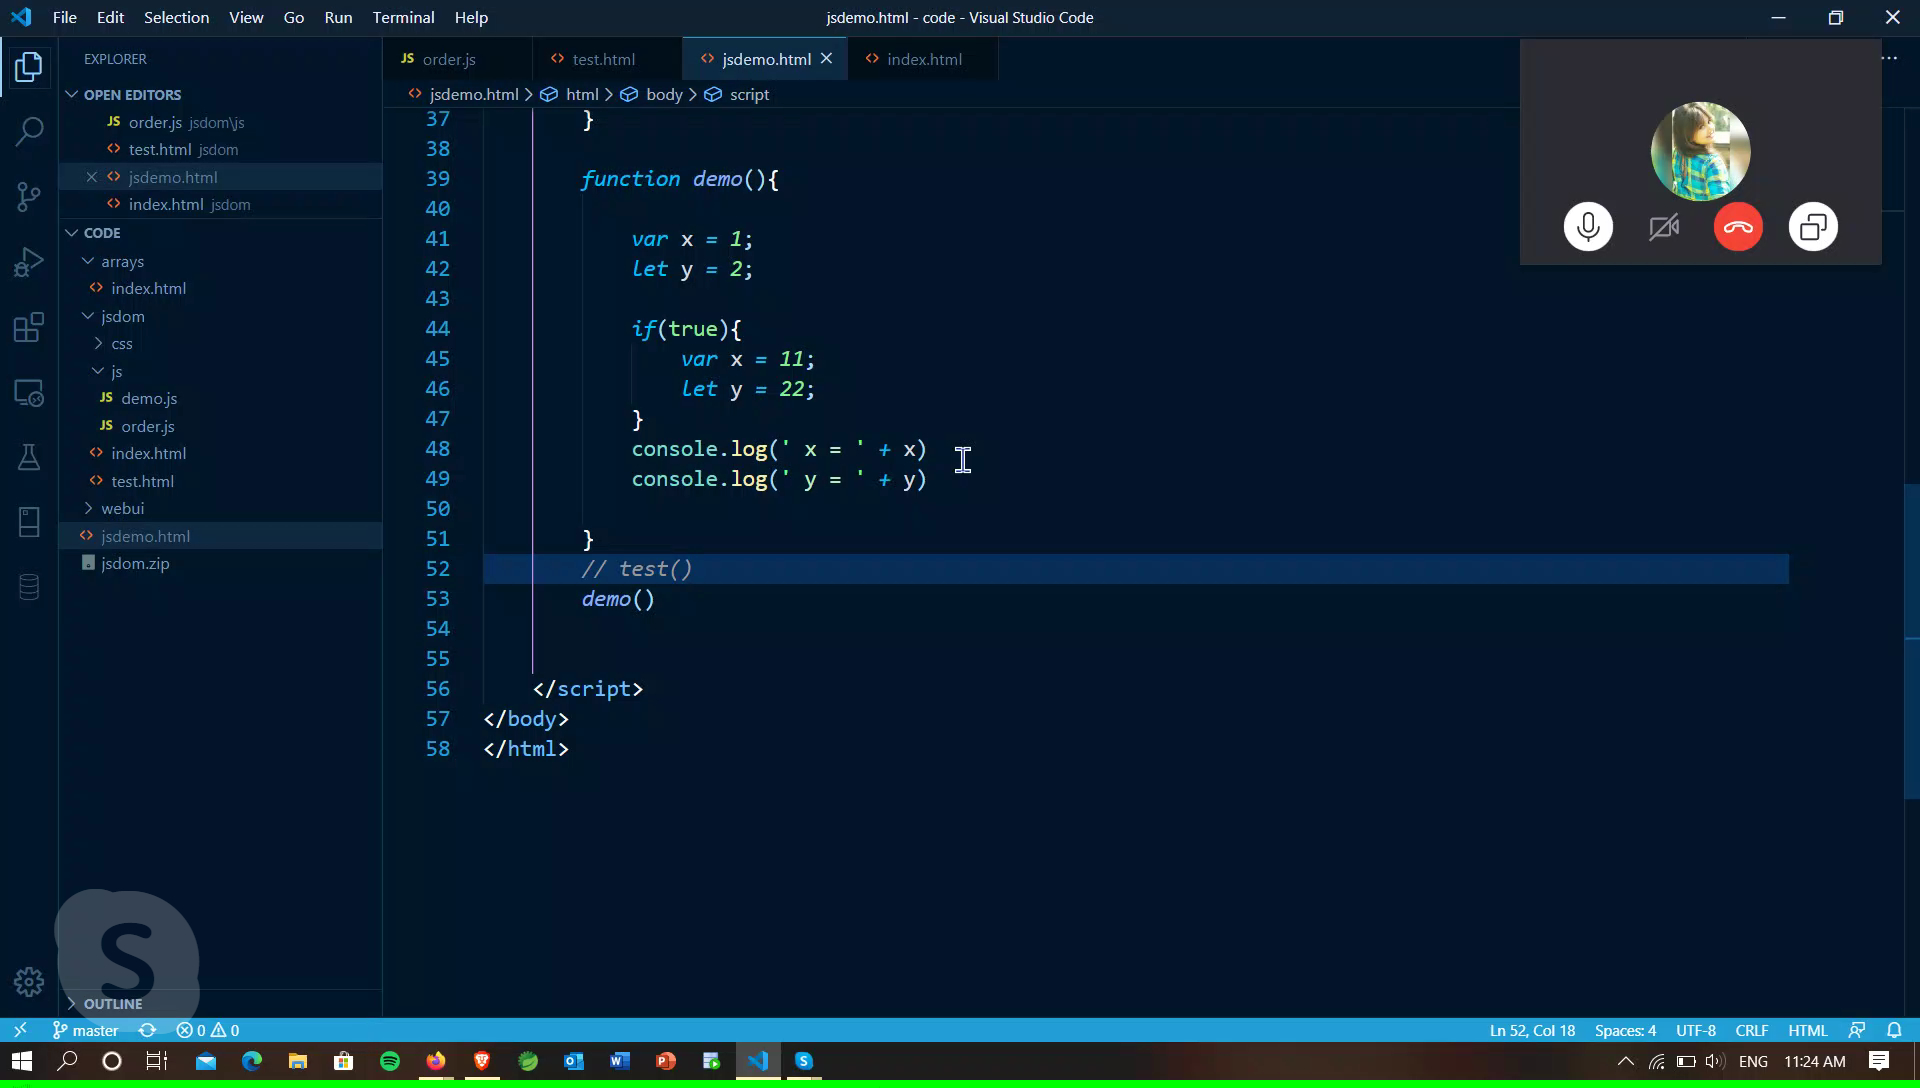 File Edit Selection View Go Run Terminal Help
jsdemo.html - code - Visual Studio Code
EXPLORER
OPEN EDITORS
order.js jsdom\js
test.html jsdom
jsdemo.html
index.html jsdom
CODE
arrays
index.html
jsdom
css
js
JS demo.js
JS order.js
index.html
test.html
webui
jsdemo.html
jsdom.zip
OUTLINE
JS order.js
test.html
jsdemo.html
index.html
jsdemo.html > html > body > script
37 }
38
39 function demo(){
40
41 var x = 1;
42 let y = 2;
43
44 if(true){
45 var x = 11;
46 let y = 22;
47 }
48 console.log(' x = ' + x)
49 console.log(' y = ' + y)
50
51 }
52 // test()
53 demo()
54
55
56 </script>
57 </body>
58 </html>
S
master 0 0
Ln 52, Col 18 Spaces: 4 UTF-8 CRLF HTML
ENG 11:24 AM